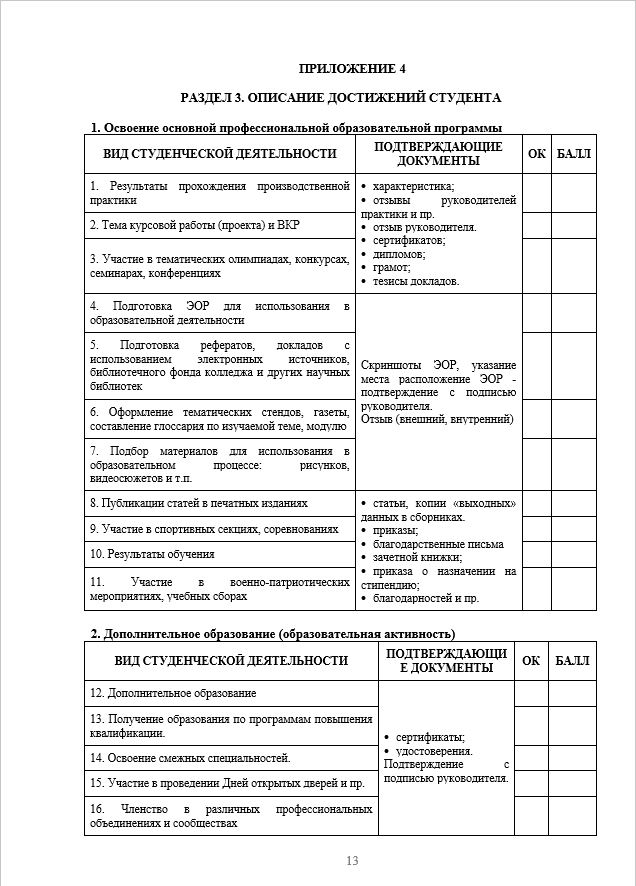 ПРИЛОЖЕНИЕ 4
РАЗДЕЛ 3. ОПИСАНИЕ ДОСТИЖЕНИЙ СТУДЕНТА
1. Освоение основной профессиональной образовательной программы
ВИД СТУДЕНЧЕСКОЙ ДЕЯТЕЛЬНОСТИ
ПОДТВЕРЖДАЮЩИЕ
ДОКУМЕНТЫ
ОК
БАЛЛ
1. Результаты прохождения производственной
практики
2. Тема курсовой работы (проекта) и ВКР
3. Участие в тематических олимпиадах, конкурсах,
семинарах, конференциях
• характеристика;
• отзывы руководителей
практики и пр.
• отзыв руководителя.
• сертификатов;
• дипломов;
• грамот;
• тезисы докладов.
4. Подготовка ЭОР для использования в
образовательной деятельности
5. Подготовка рефератов, докладов с
использованием электронных источников,
библиотечного фонда колледжа и других научных
библиотек
6. Оформление тематических стендов, газеты,
составление глоссария по изучаемой теме, модулю
7. Подбор материалов для использования в
образовательном процессе: рисунков,
видеосюжетов и т.п.
Скриншоты ЭОР, указание
места расположение ЭОР -
подтверждение с подписью
руководителя.
Отзыв (внешний, внутренний)
8. Публикации статей в печатных изданиях
9. Участие в спортивных секциях, соревнованиях
10. Результаты обучения
11. Участие в военно-патриотических
мероприятиях, учебных сборах
• статьи, копии «выходных»
данных в сборниках.
• приказы;
• благодарственные письма
• зачетной книжки;
• приказа о назначении на
стипендию;
• благодарностей и пр.
2. Дополнительное образование (образовательная активность)
ВИД СТУДЕНЧЕСКОЙ ДЕЯТЕЛЬНОСТИ
ПОДТВЕРЖДАЮЩИ
Е ДОКУМЕНТЫ
ОК
БАЛЛ
12. Дополнительное образование
13. Получение образования по программам повышения
квалификации.
14. Освоение смежных специальностей.
15. Участие в проведении Дней открытых дверей и пр.
16. Членство в различных профессиональных
объединениях и сообществах
• сертификаты;
• удостоверения.
Подтверждение с
подписью руководителя.
13